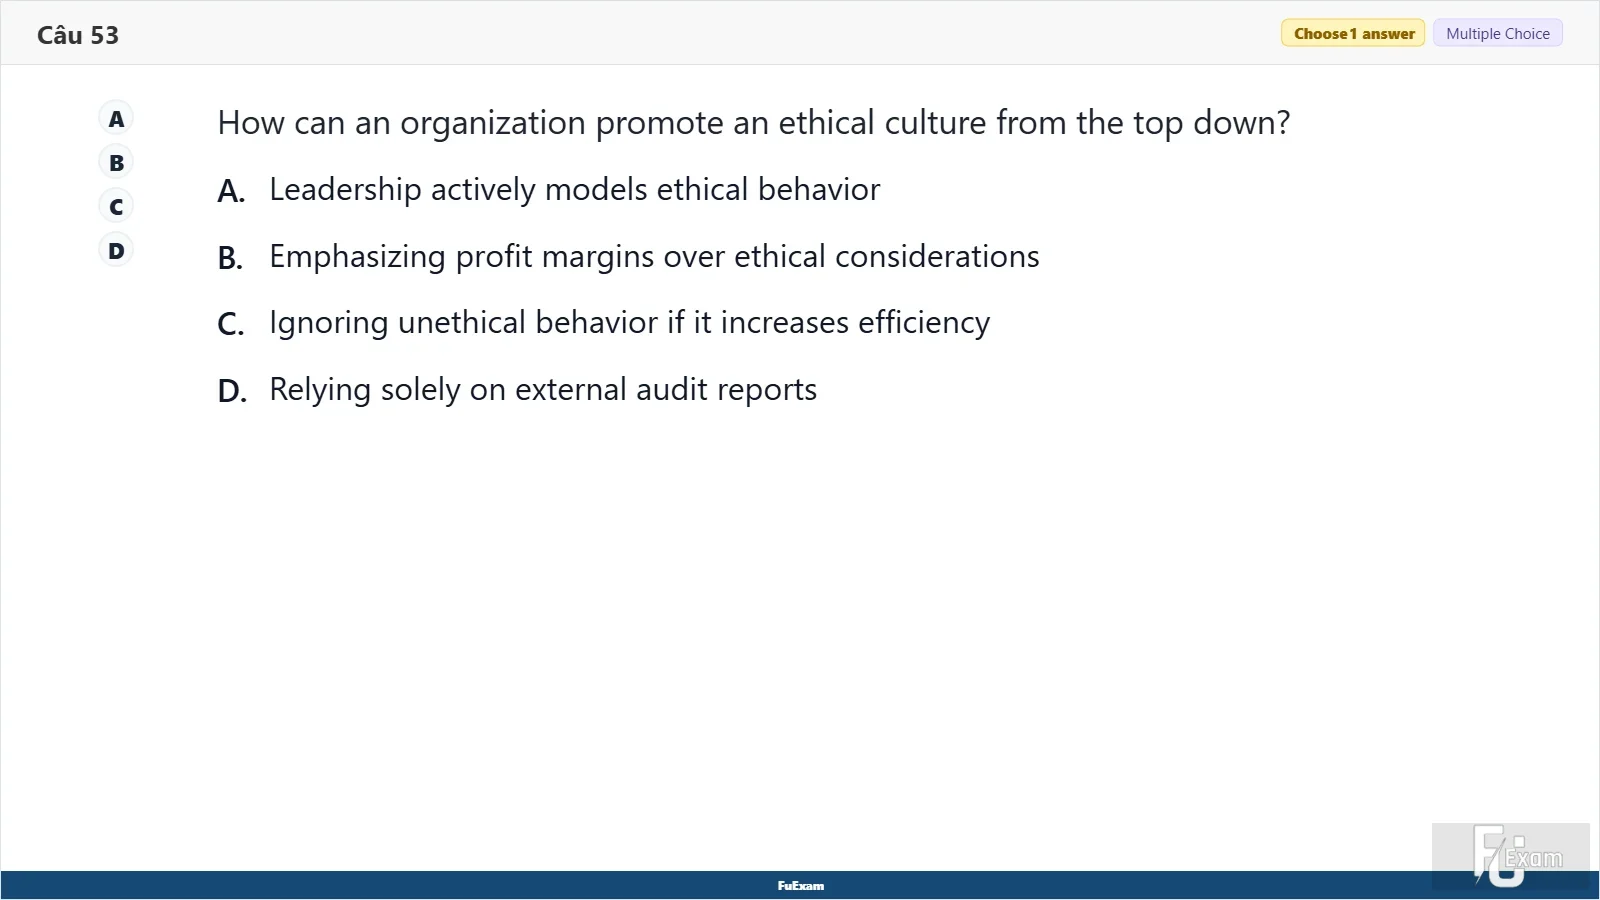 Câu 53
Choose 1 answer
Multiple Choice
A
B
C
D
How can an organization promote an ethical culture from the top down?
A. Leadership actively models ethical behavior
B. Emphasizing profit margins over ethical considerations
C. Ignoring unethical behavior if it increases efficiency
D. Relying solely on external audit reports
FU Exam
FuExam